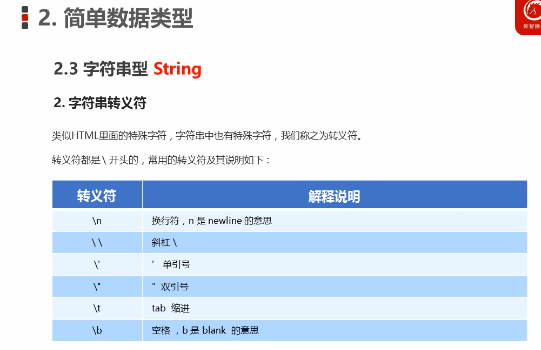 2. 简单数据类型
2.3 字符串型 String
2. 字符串转义符
类似HTML里面的特殊字符，字符串中也有特殊字符，我们称之为转义符。
转义符都是 \ 开头的，常用的转义符及其说明如下：
转义符 解释说明
\n 换行符，n 是 newline 的意思
\ \ 斜杠 \
\' ' 单引号
\" " 双引号
\t tab 缩进
\b 空格 ，b 是 blank 的意思